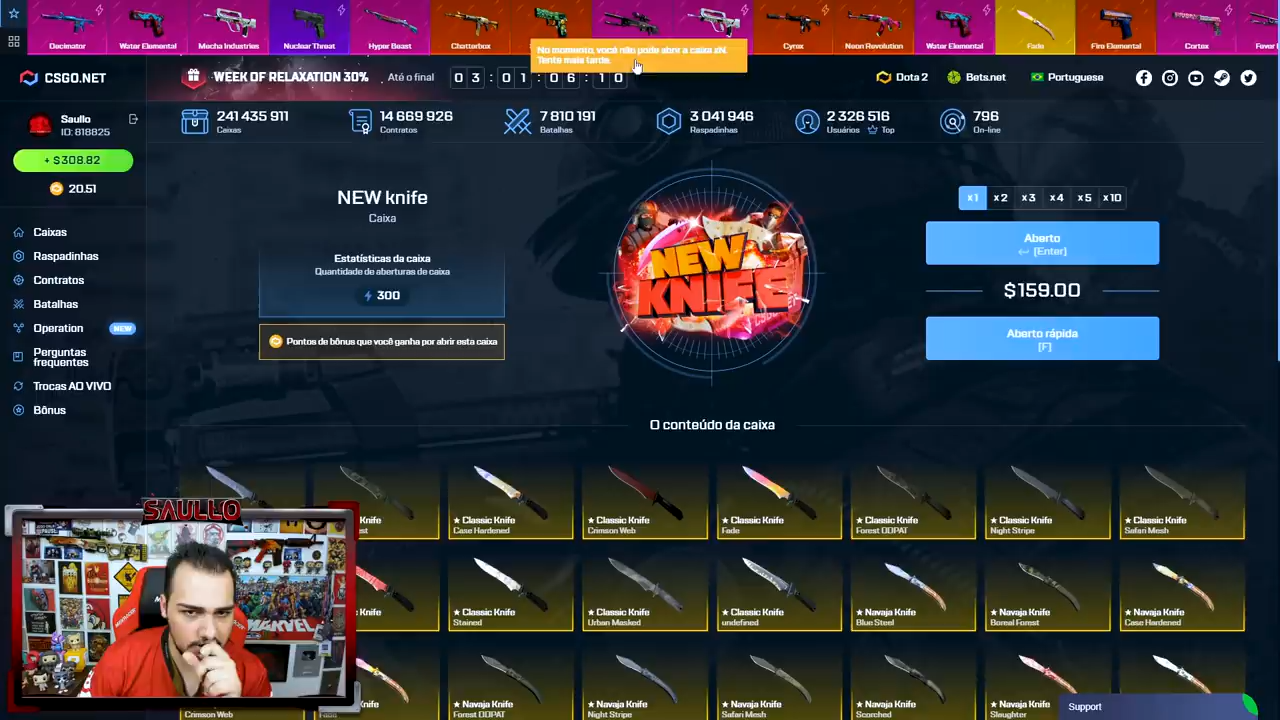 Decimator
Water Elemental
Mecha Industries
Nuclear Threat
Hyper Beast
Chatterbox
Cyrex
Neon Revolution
Water Elemental
Fade
Fire Elemental
Cortex
Fever
No momento, você não pode abrir a caixa xN.
Tente mais tarde.
CSGO.NET
WEEK OF RELAXATION 30%
Até o final
03:01:06:10
Dota 2
Bets.net
Portuguese
Saullo
ID: 818825
+ $308.82
20.51
241 435 911
Caixas
14 669 926
Contratos
7 810 191
Batalhas
3 041 946
Raspadinhas
2 326 516
Usuários
Top
796
On-line
Caixas
Raspadinhas
Contratos
Batalhas
Operation
NEW
Perguntas
frequentes
Trocas AO VIVO
Bônus
NEW knife
Caixa
Estatísticas da caixa
Quantidade de aberturas de caixa
300
Pontos de bônus que você ganha por abrir esta caixa
NEW
KNIFE
x1 x2 x3 x4 x5 x10
Aberto
[Enter]
$159.00
Aberto rápida
[F]
O conteúdo da caixa
Knife
★ Classic Knife
Case Hardened
★ Classic Knife
Crimson Web
★ Classic Knife
Fade
★ Classic Knife
Forest DDPAT
★ Classic Knife
Night Stripe
★ Classic Knife
Safari Mesh
Knife
★ Classic Knife
Stained
★ Classic Knife
Urban Masked
★ Classic Knife
undefined
★ Navaja Knife
Blue Steel
★ Navaja Knife
Boreal Forest
★ Navaja Knife
Case Hardened
Crimson Web
★ Navaja Knife
Forest DDPAT
★ Navaja Knife
Night Stripe
★ Navaja Knife
Safari Mesh
★ Navaja Knife
Scorched
★ Navaja Knife
Slaughter
SAULLO
MARVEL
Support